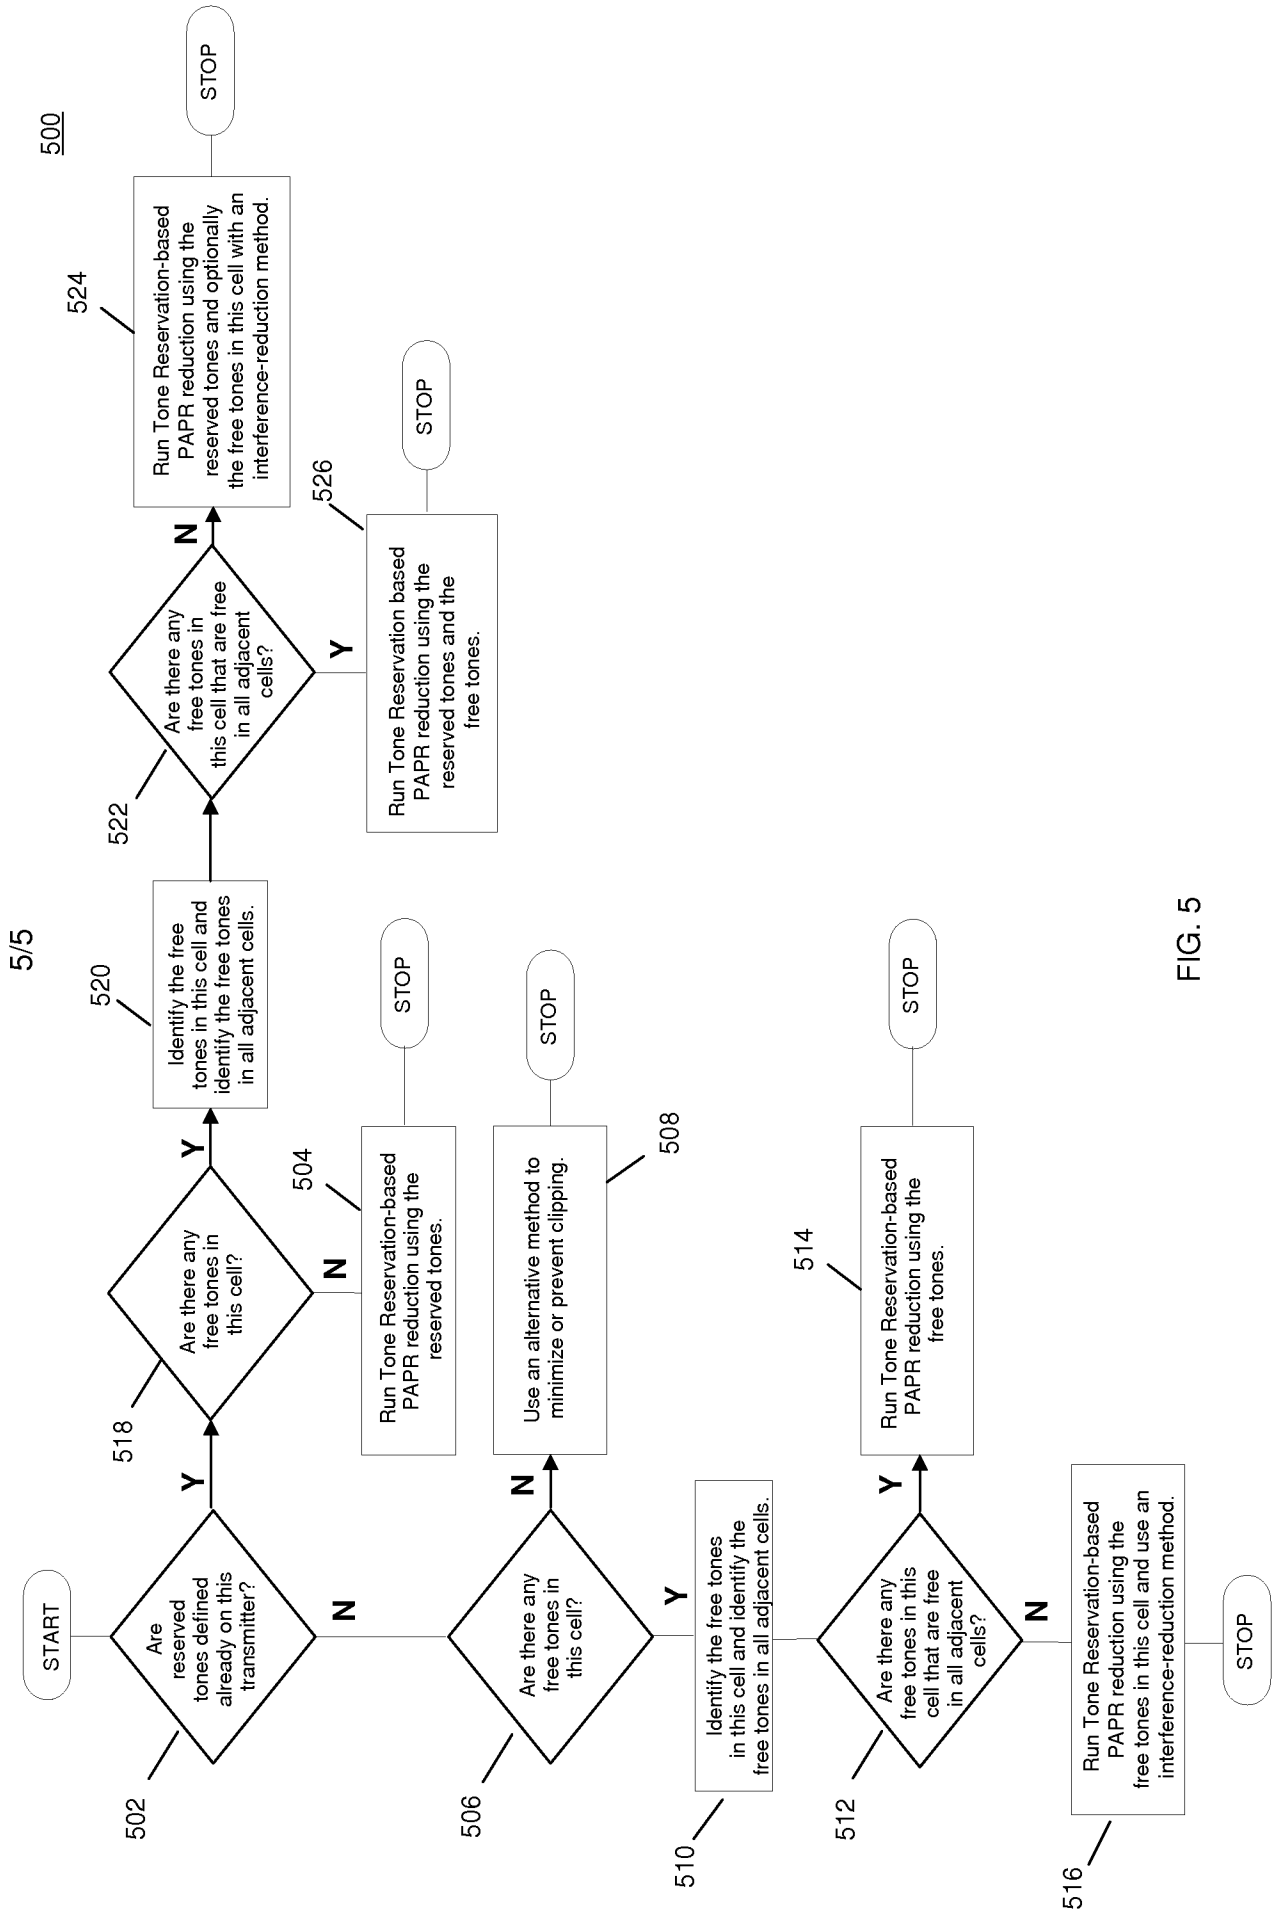 5/5
500
START
502
Are
reserved
tones defined
already on this
transmitter?
Y
N
518
Are there any
free tones in
this cell?
Y
N
520
Identify the free
tones in this cell and
identify the free tones
in all adjacent cells.
522
Are there any
free tones in
this cell that are free
in all adjacent
cells?
N
Y
524
Run Tone Reservation-based
PAPR reduction using the
reserved tones and optionally
the free tones in this cell with an
interference-reduction method.
STOP
526
Run Tone Reservation based
PAPR reduction using the
reserved tones and the
free tones.
STOP
504
Run Tone Reservation-based
PAPR reduction using the
reserved tones.
STOP
506
Are there any
free tones in
this cell?
N
Y
508
Use an alternative method to
minimize or prevent clipping.
STOP
510
Identify the free tones
in this cell and identify the
free tones in all adjacent cells.
512
Are there any
free tones in this
cell that are free
in all adjacent
cells?
Y
N
514
Run Tone Reservation-based
PAPR reduction using the
free tones.
STOP
516
Run Tone Reservation-based
PAPR reduction using the
free tones in this cell and use an
interference-reduction method.
STOP
FIG. 5